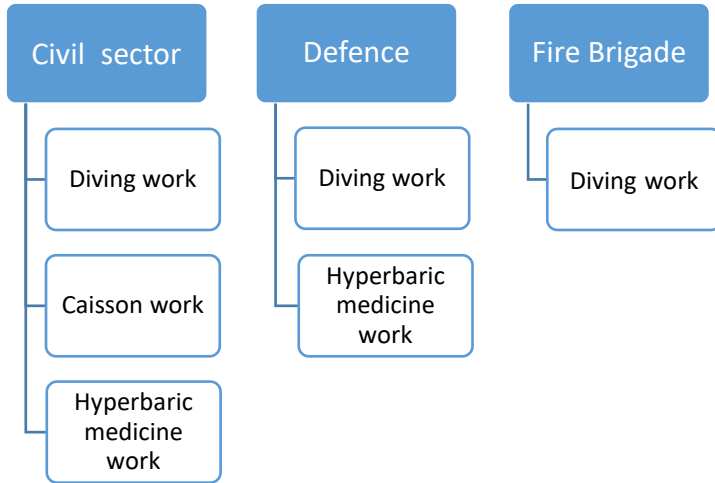 Civil sector
Diving work
Caisson work
Hyperbaric
medicine
work
Defence
Diving work
Hyperbaric
medicine
work
Fire Brigade
Diving work